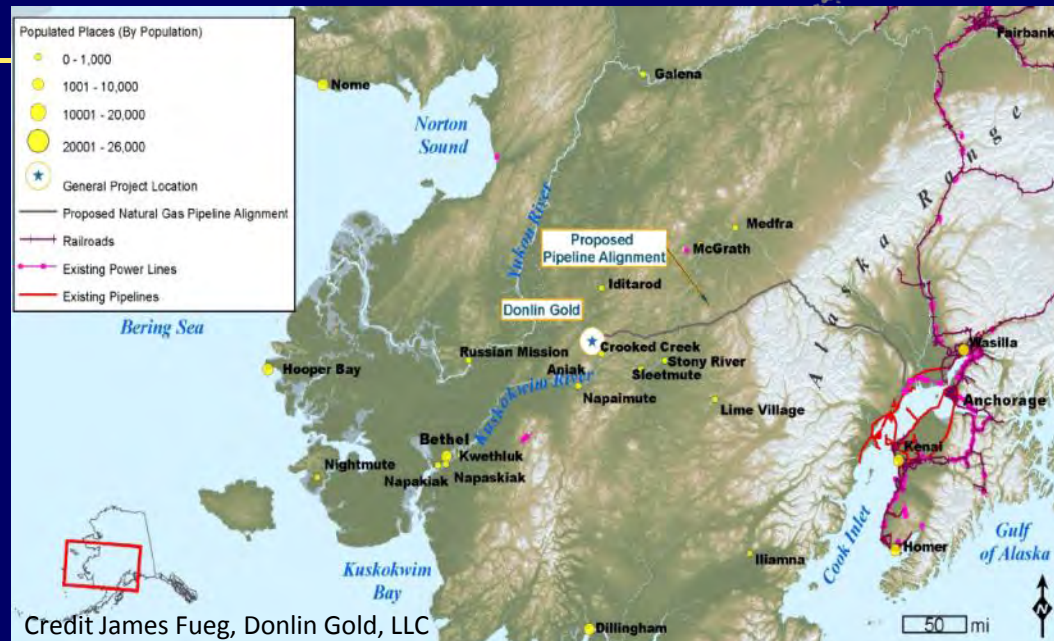 Populated Places (By Population)
0 - 1,000
1001 - 10,000
10001 - 20,000
20001 - 26,000
General Project Location
Proposed Natural Gas Pipeline Alignment
Railroads
Existing Power Lines
Existing Pipelines
Fairbank
Galena
Nome
Norton
Sound
Yukon River
Alaska Range
Medfra
McGrath
Proposed
Pipeline Alignment
Iditarod
Donlin Gold
Bering Sea
Crooked Creek
Russian Mission
Aniak
Stony River
Sleetmute
Hooper Bay
Kuskokwim River
Napaimute
Lime Village
Wasilla
Anchorage
Bethel
Kwethluk
Kenai
Nightmute
Napakiak
Napaskiak
Cook Inlet
Gulf
of Alaska
Iliamna
Homer
Kuskokwim
Bay
Dillingham
N
50 mi
Credit James Fueg, Donlin Gold, LLC